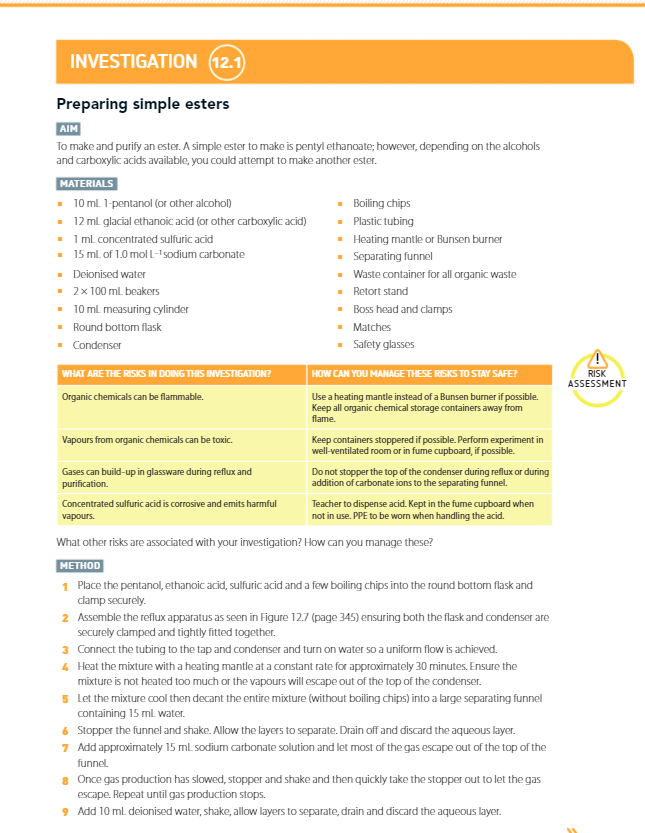 INVESTIGATION 12.1
Preparing simple esters
AIM
To make and purify an ester. A simple ester to make is pentyl ethanoate; however, depending on the alcohols
and carboxylic acids available, you could attempt to make another ester.
MATERIALS
▪ 10 mL 1-pentanol (or other alcohol)
▪ 12 mL glacial ethanoic acid (or other carboxylic acid)
▪ 1 mL concentrated sulfuric acid
▪ 15 mL of 1.0 mol L⁻¹ sodium carbonate
▪ Deionised water
▪ 2 × 100 mL beakers
▪ 10 mL measuring cylinder
▪ Round bottom flask
▪ Condenser
▪ Boiling chips
▪ Plastic tubing
▪ Heating mantle or Bunsen burner
▪ Separating funnel
▪ Waste container for all organic waste
▪ Retort stand
▪ Boss head and clamps
▪ Matches
▪ Safety glasses
WHAT ARE THE RISKS IN DOING THIS INVESTIGATION?
HOW CAN YOU MANAGE THESE RISKS TO STAY SAFE?
Organic chemicals can be flammable.
Use a heating mantle instead of a Bunsen burner if possible.
Keep all organic chemical storage containers away from
flame.
Vapours from organic chemicals can be toxic.
Keep containers stoppered if possible. Perform experiment in
well-ventilated room or in fume cupboard, if possible.
Gases can build-up in glassware during reflux and
purification.
Do not stopper the top of the condenser during reflux or during
addition of carbonate ions to the separating funnel.
Concentrated sulfuric acid is corrosive and emits harmful
vapours.
Teacher to dispense acid. Kept in the fume cupboard when
not in use. PPE to be worn when handling the acid.
!
RISK
ASSESSMENT
What other risks are associated with your investigation? How can you manage these?
METHOD
1 Place the pentanol, ethanoic acid, sulfuric acid and a few boiling chips into the round bottom flask and
clamp securely.
2 Assemble the reflux apparatus as seen in Figure 12.7 (page 345) ensuring both the flask and condenser are
securely clamped and tightly fitted together.
3 Connect the tubing to the tap and condenser and turn on water so a uniform flow is achieved.
4 Heat the mixture with a heating mantle at a constant rate for approximately 30 minutes. Ensure the
mixture is not heated too much or the vapours will escape out of the top of the condenser.
5 Let the mixture cool then decant the entire mixture (without boiling chips) into a large separating funnel
containing 15 mL water.
6 Stopper the funnel and shake. Allow the layers to separate. Drain off and discard the aqueous layer.
7 Add approximately 15 mL sodium carbonate solution and let most of the gas escape out of the top of the
funnel.
8 Once gas production has slowed, stopper and shake and then quickly take the stopper out to let the gas
escape. Repeat until gas production stops.
9 Add 10 mL deionised water, shake, allow layers to separate, drain and discard the aqueous layer.